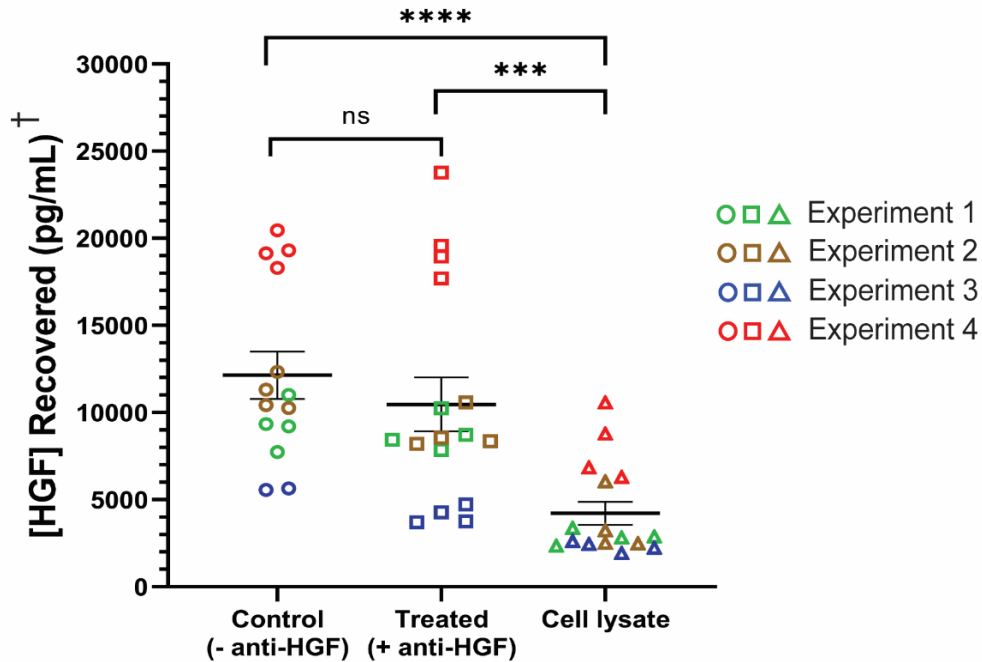 ****
***
ns
[HGF] Recovered (pg/mL)†
30000
25000
20000
15000
10000
5000
0
Control
(- anti-HGF)
Treated
(+ anti-HGF)
Cell lysate
Experiment 1
Experiment 2
Experiment 3
Experiment 4